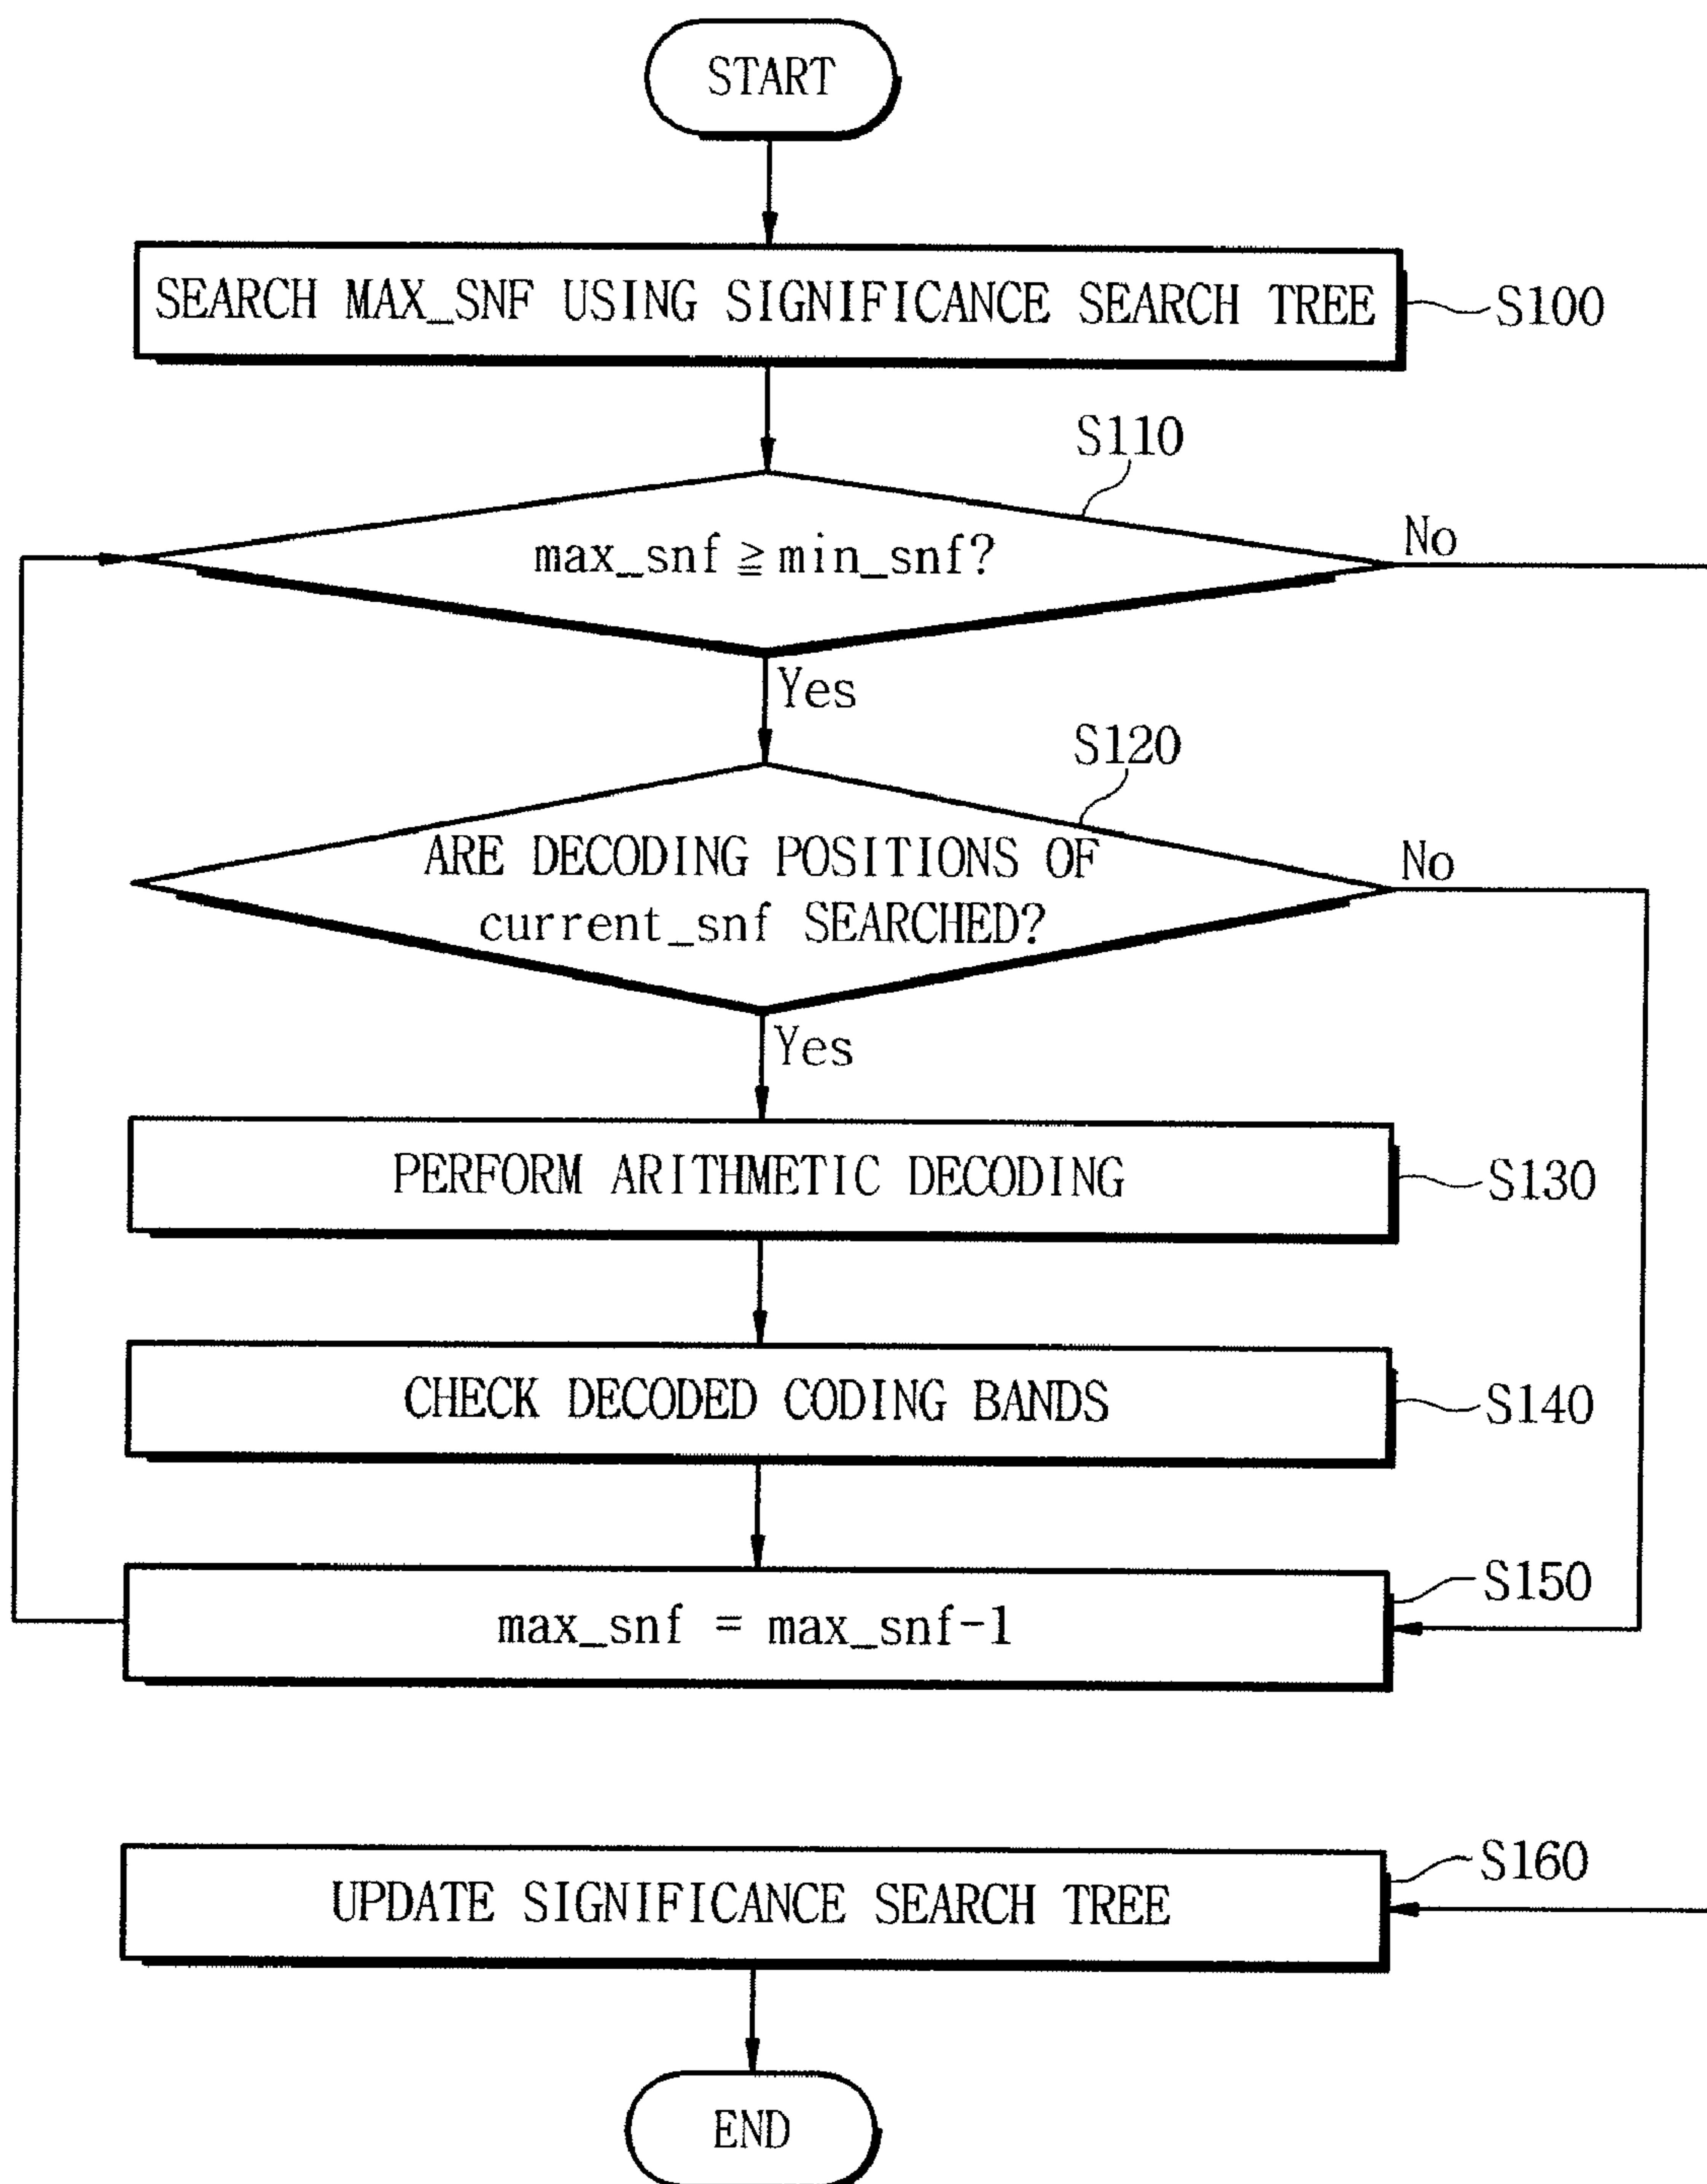 START
SEARCH MAX_SNF USING SIGNIFICANCE SEARCH TREE
S100
S110
max_snf ≧ min_snf?
No
Yes
S120
ARE DECODING POSITIONS OF
current_snf SEARCHED?
No
Yes
PERFORM ARITHMETIC DECODING
S130
CHECK DECODED CODING BANDS
S140
max_snf = max_snf-1
S150
UPDATE SIGNIFICANCE SEARCH TREE
S160
END